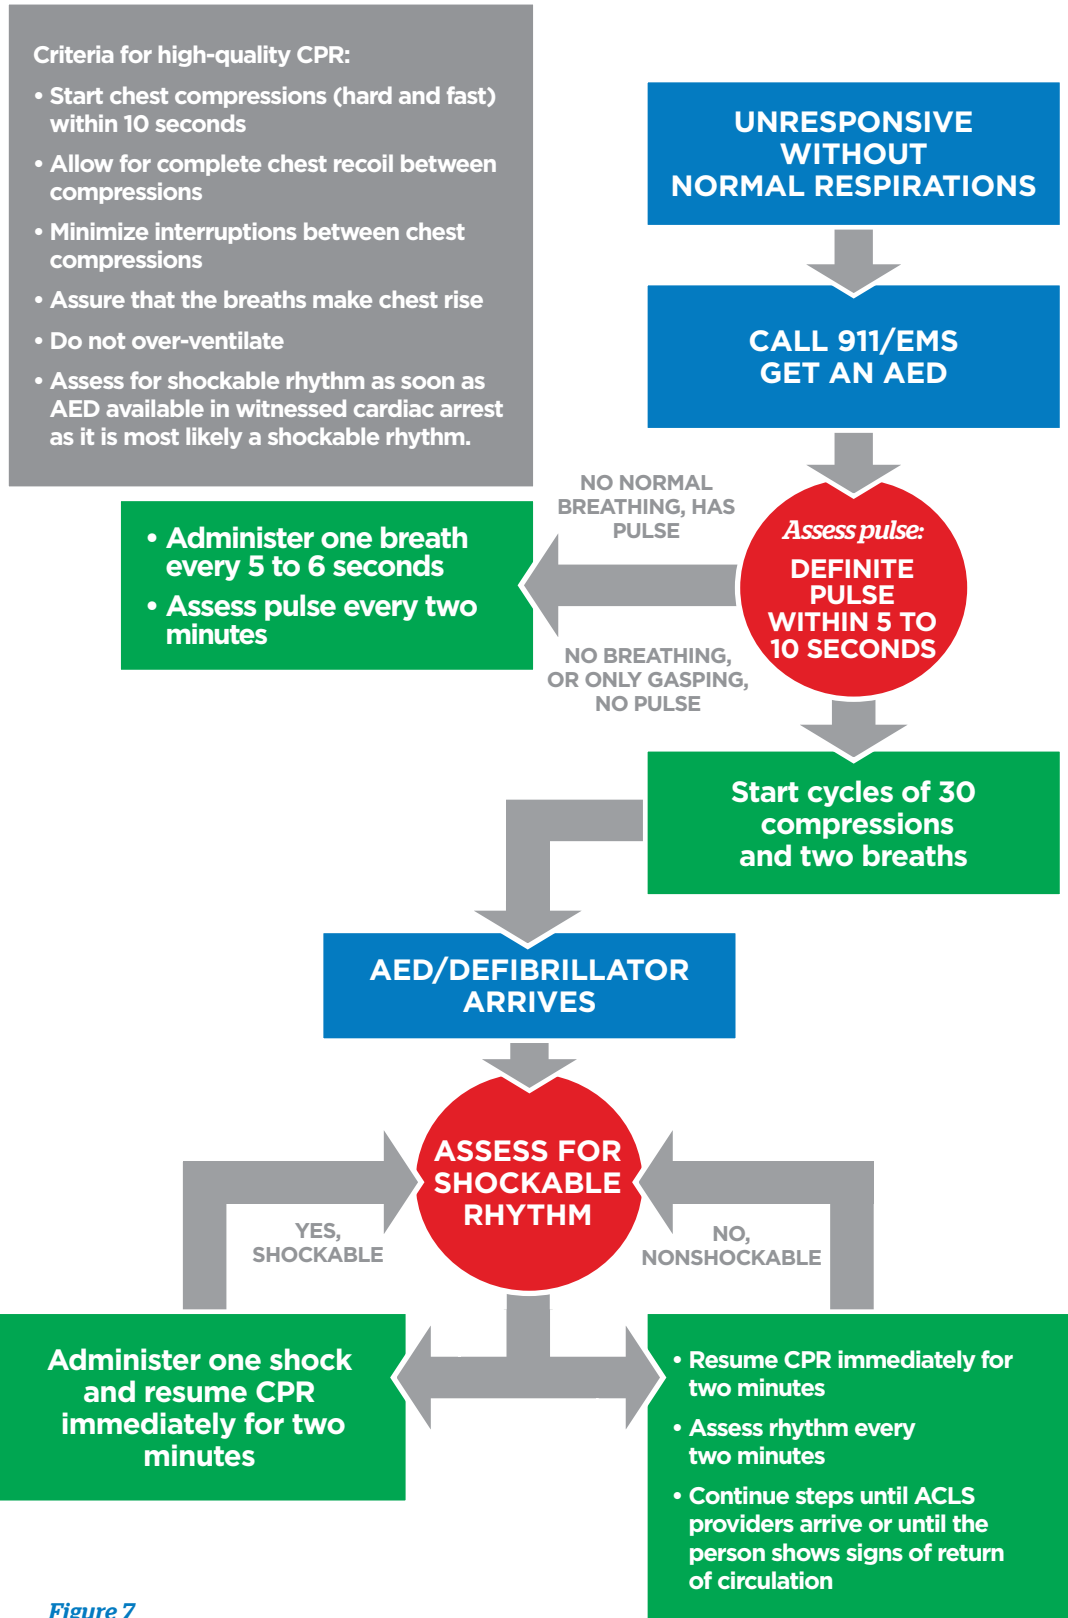 Criteria for high-quality CPR:
• Start chest compressions (hard and fast)
within 10 seconds
• Allow for complete chest recoil between
compressions
• Minimize interruptions between chest
compressions
• Assure that the breaths make chest rise
• Do not over-ventilate
• Assess for shockable rhythm as soon as
AED available in witnessed cardiac arrest
as it is most likely a shockable rhythm.
UNRESPONSIVE
WITHOUT
NORMAL RESPIRATIONS
CALL 911/EMS
GET AN AED
Assess pulse:
DEFINITE
PULSE
WITHIN 5 TO
10 SECONDS
NO NORMAL
BREATHING, HAS
PULSE
• Administer one breath
every 5 to 6 seconds
• Assess pulse every two
minutes
NO BREATHING,
OR ONLY GASPING,
NO PULSE
Start cycles of 30
compressions
and two breaths
AED/DEFIBRILLATOR
ARRIVES
ASSESS FOR
SHOCKABLE
RHYTHM
YES,
SHOCKABLE
NO,
NONSHOCKABLE
Administer one shock
and resume CPR
immediately for two
minutes
• Resume CPR immediately for
two minutes
• Assess rhythm every
two minutes
• Continue steps until ACLS
providers arrive or until the
person shows signs of return
of circulation
Figure 7